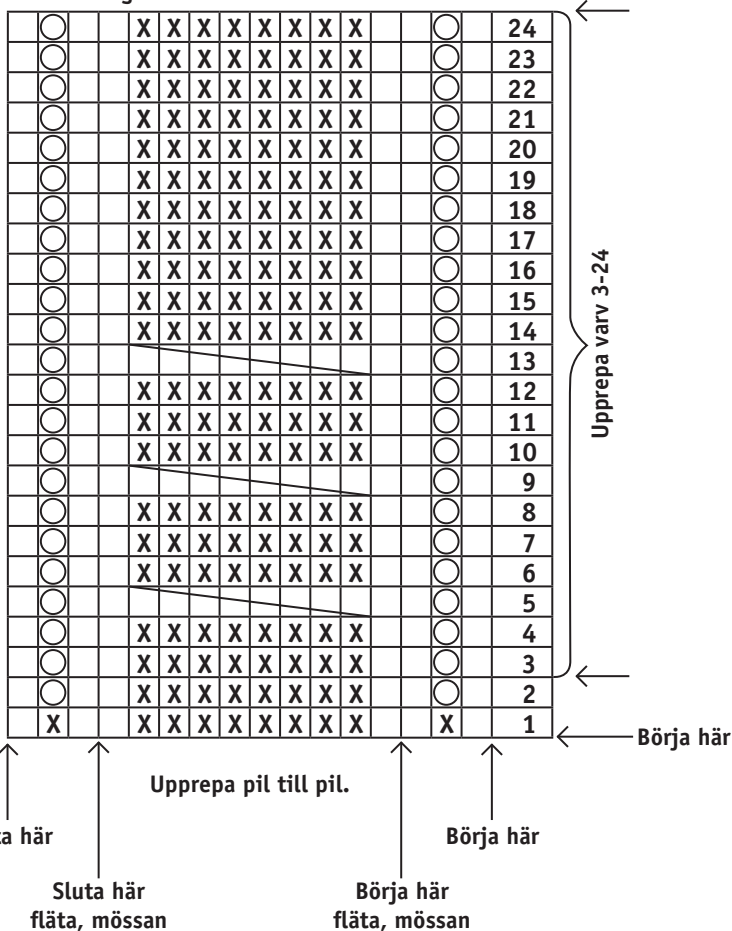 X X X X X X X X 24
X X X X X X X X 23
X X X X X X X X 22
X X X X X X X X 21
X X X X X X X X 20
X X X X X X X X 19
X X X X X X X X 18
X X X X X X X X 17
X X X X X X X X 16
X X X X X X X X 15
X X X X X X X X 14
13
X X X X X X X X 12
X X X X X X X X 11
X X X X X X X X 10
9
X X X X X X X X 8
X X X X X X X X 7
X X X X X X X X 6
5
X X X X X X X X 4
X X X X X X X X 3
X X X X X X X X 2
X X X X X X X X X X 1
Upprepa varv 3-24
Börja här
Upprepa pil till pil.
här
Börja här
Sluta här
fläta, mössan
Börja här
fläta, mössan